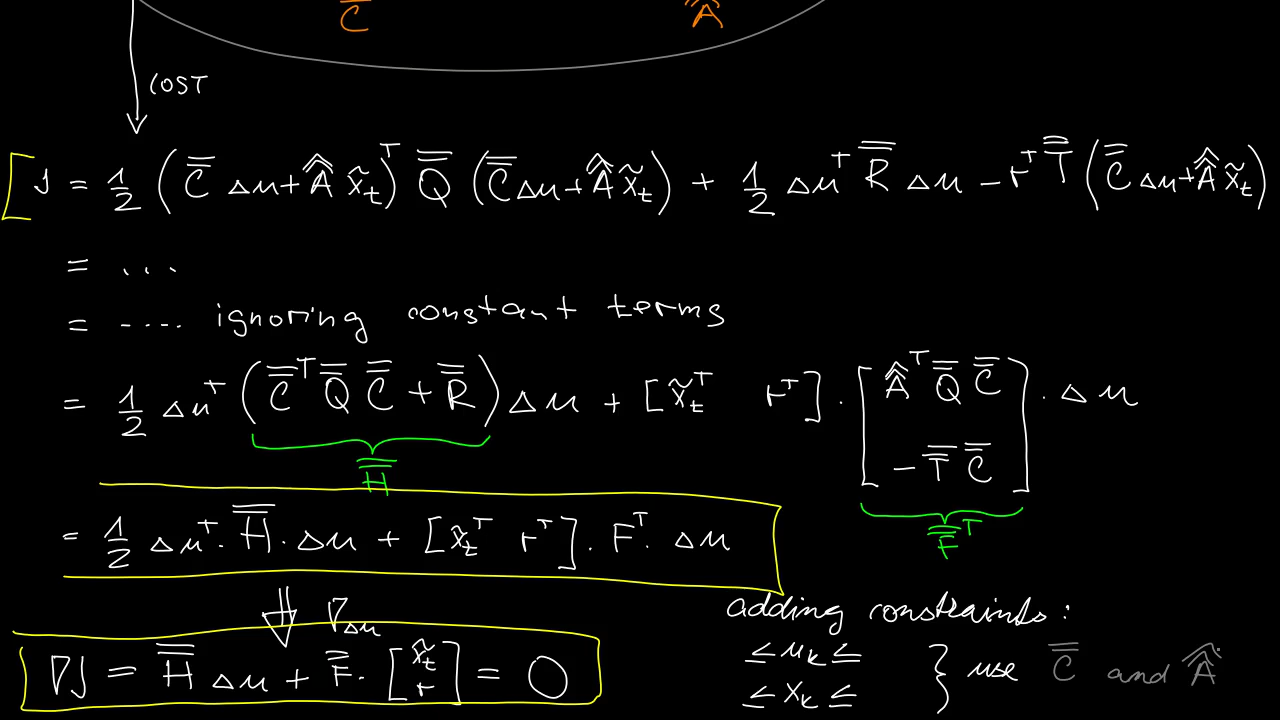 C̿ Â̂
COST
J = 1/2 (C̿ Δu + Â̂ x̃ₜ)ᵀ Q̿ (C̿ Δu + Â̂ x̃ₜ) + 1/2 Δuᵀ R̿ Δu - rᵀ T̿ (C̿ Δu + Â̂ x̃ₜ)
= ...
= ---.. ignoring constant terms
= 1/2 Δuᵀ (C̿ᵀ Q̿ C̿ + R̿) Δu + [x̃ₜᵀ rᵀ] · [Â̂ᵀ Q̿ C̿
- T̿ C̿] · Δu
H̿
F̿ᵀ
= 1/2 Δuᵀ · H̿ · Δu + [x̃ₜᵀ rᵀ] · Fᵀ · Δu
⇓ ∇Δu
∇J = H̿ Δu + F̿ · [x̃ₜ
r] = 0
adding constraints:
≤ uₖ ≤
≤ xₖ ≤
} use C̿ and Â̂